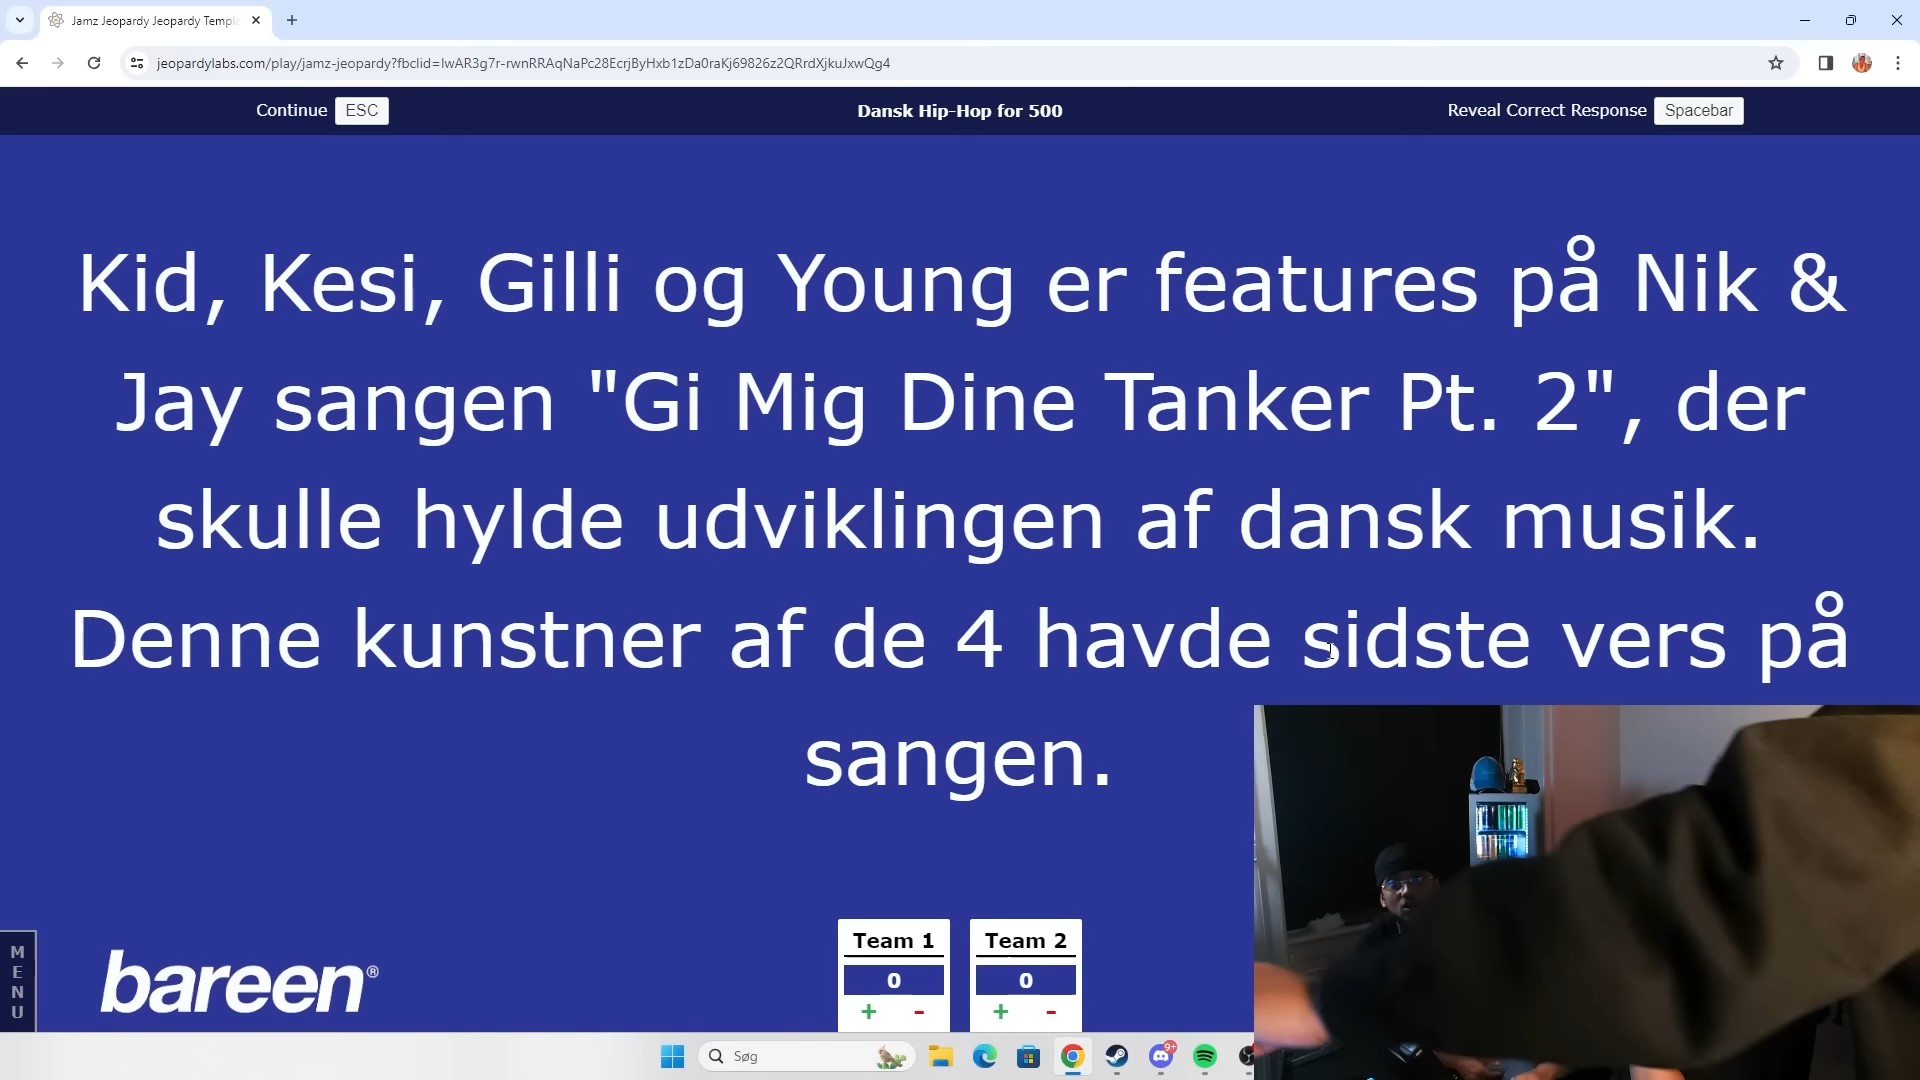 Jamz Jeopardy Jeopardy Templ
jeopardylabs.com/play/jamz-jeopardy?fbclid=IwAR3g7r-rwnRRAqNaPc28EcrjByHxb1zDa0raKj69826z2QRrdXjkuJxwQg4
Continue ESC
Dansk Hip-Hop for 500
Reveal Correct Response Spacebar
Kid, Kesi, Gilli og Young er features på Nik &
Jay sangen "Gi Mig Dine Tanker Pt. 2", der
skulle hylde udviklingen af dansk musik.
Denne kunstner af de 4 havde sidste vers på
sangen.
MENU
bareen®
Team 1
0
+ -
Team 2
0
+ -
Søg
9+